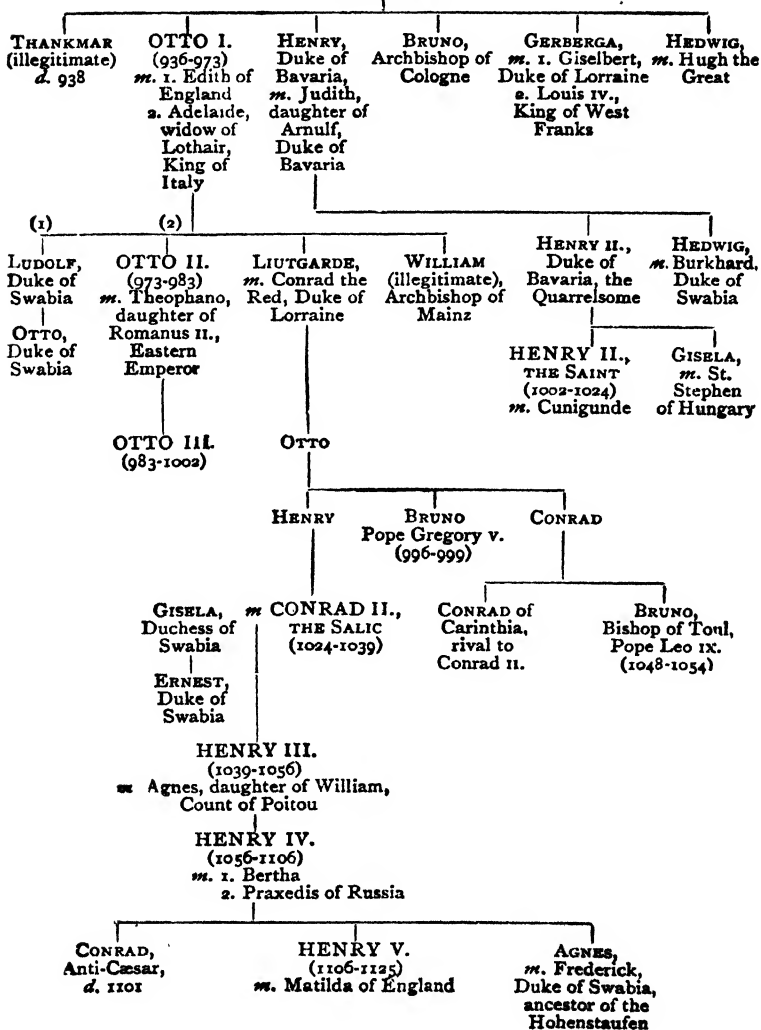 THANKMAR
(illegitimate)
d. 938
OTTO I.
(936-973)
m. 1. Edith of
England
2. Adelaide,
widow of
Lothair,
King of
Italy
HENRY,
Duke of
Bavaria,
m. Judith,
daughter of
Arnulf,
Duke of
Bavaria
BRUNO,
Archbishop of
Cologne
GERBERGA,
m. 1. Giselbert,
Duke of Lorraine
2. Louis IV.,
King of West
Franks
HEDWIG,
m. Hugh the
Great
(1)
(2)
LUDOLF,
Duke of
Swabia
OTTO,
Duke of
Swabia
OTTO II.
(973-983)
m. Theophano,
daughter of
Romanus II.,
Eastern
Emperor
LIUTGARDE,
m. Conrad the
Red, Duke of
Lorraine
WILLIAM
(illegitimate),
Archbishop of
Mainz
HENRY II.,
Duke of
Bavaria, the
Quarrelsome
HEDWIG,
m. Burkhard,
Duke of
Swabia
HENRY II.,
THE SAINT
(1002-1024)
m. Cunigunde
GISELA,
m. St.
Stephen
of Hungary
OTTO III.
(983-1002)
OTTO
HENRY
BRUNO
Pope Gregory V.
(996-999)
CONRAD
GISELA,
Duchess of
Swabia
ERNEST,
Duke of
Swabia
m CONRAD II.,
THE SALIC
(1024-1039)
CONRAD of
Carinthia,
rival to
Conrad II.
BRUNO,
Bishop of Toul,
Pope Leo IX.
(1048-1054)
HENRY III.
(1039-1056)
m Agnes, daughter of William,
Count of Poitou
HENRY IV.
(1056-1106)
m. 1. Bertha
2. Praxedis of Russia
CONRAD,
Anti-Cæsar,
d. 1101
HENRY V.
(1106-1125)
m. Matilda of England
AGNES,
m. Frederick,
Duke of Swabia,
ancestor of the
Hohenstaufen